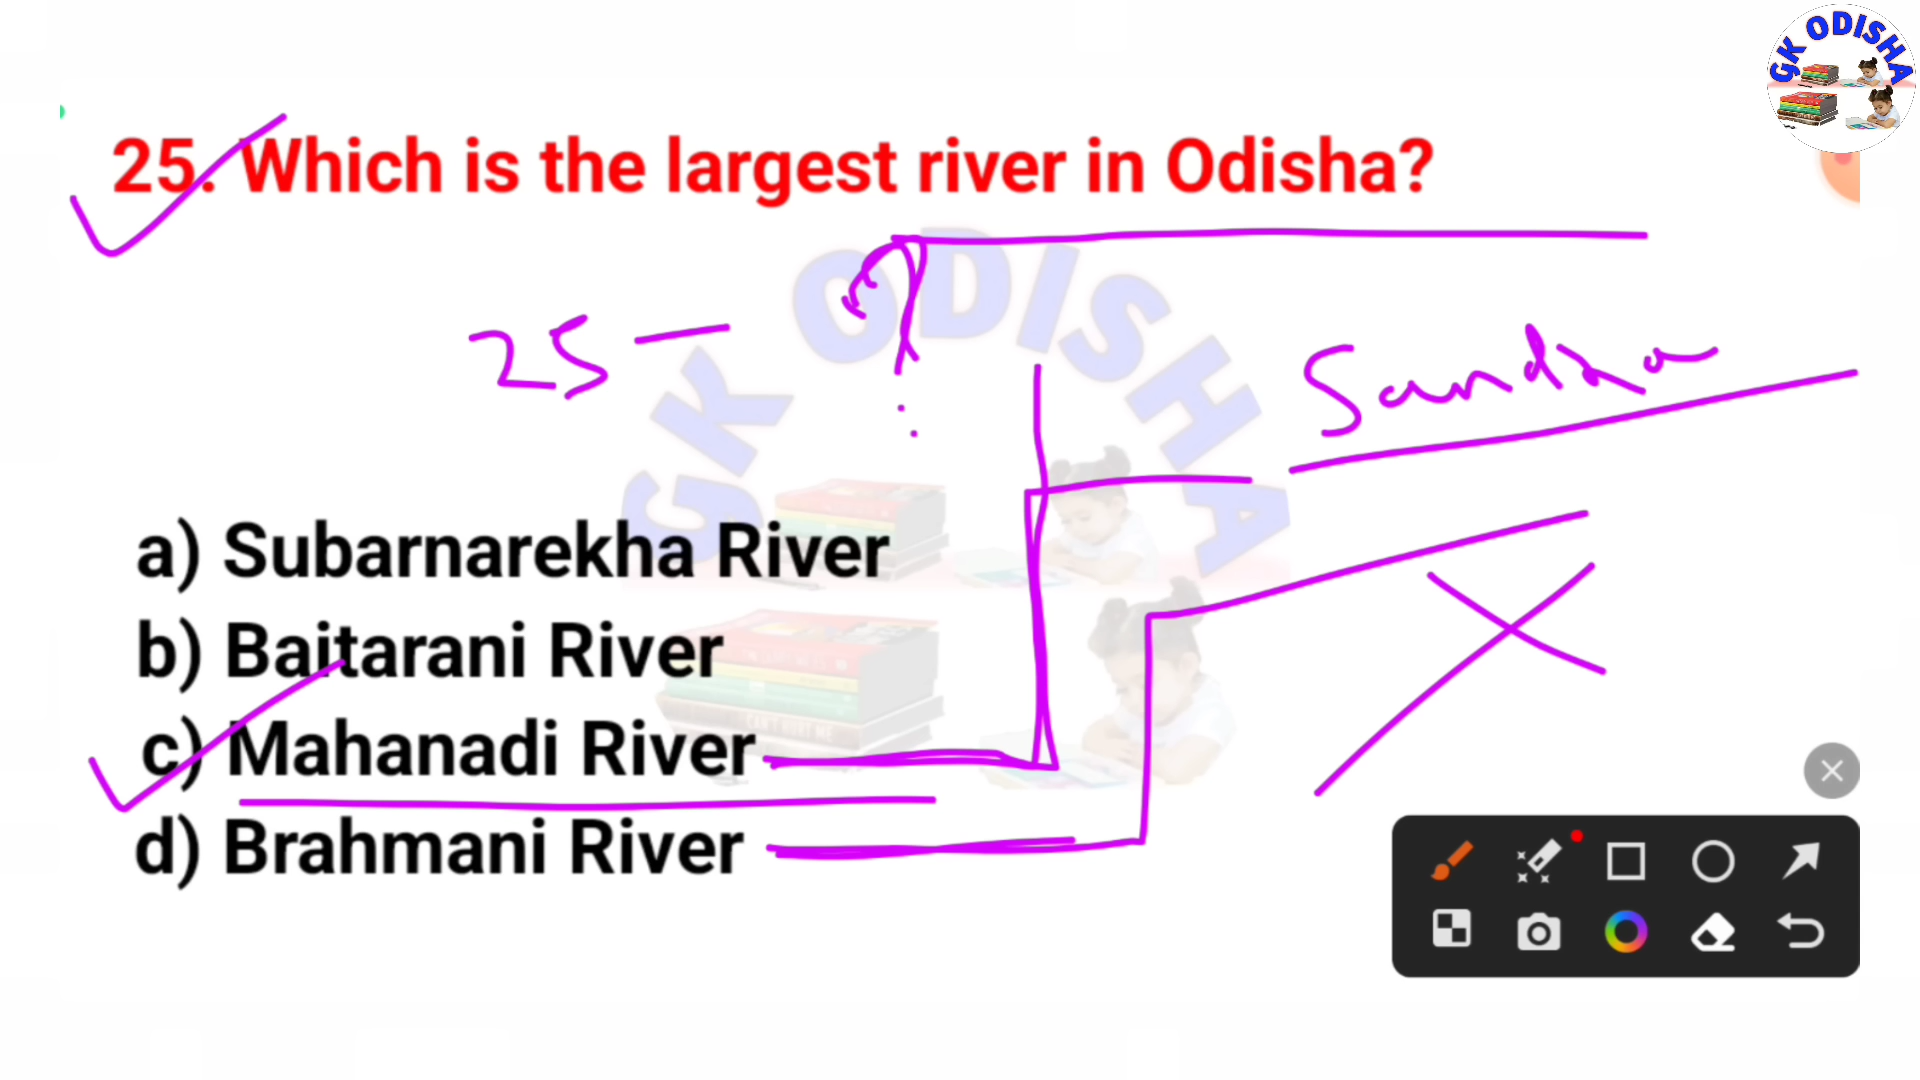 GK ODISHA
25. Which is the largest river in Odisha?
25 —
GK ODISHA
a) Subarnarekha River
b) Baitarani River
c) Mahanadi River
d) Brahmani River